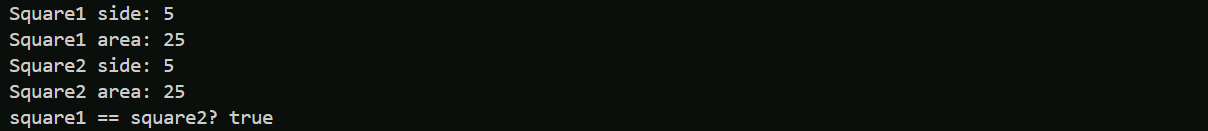 Square1 side: 5
Square1 area: 25
Square2 side: 5
Square2 area: 25
square1 == square2? true